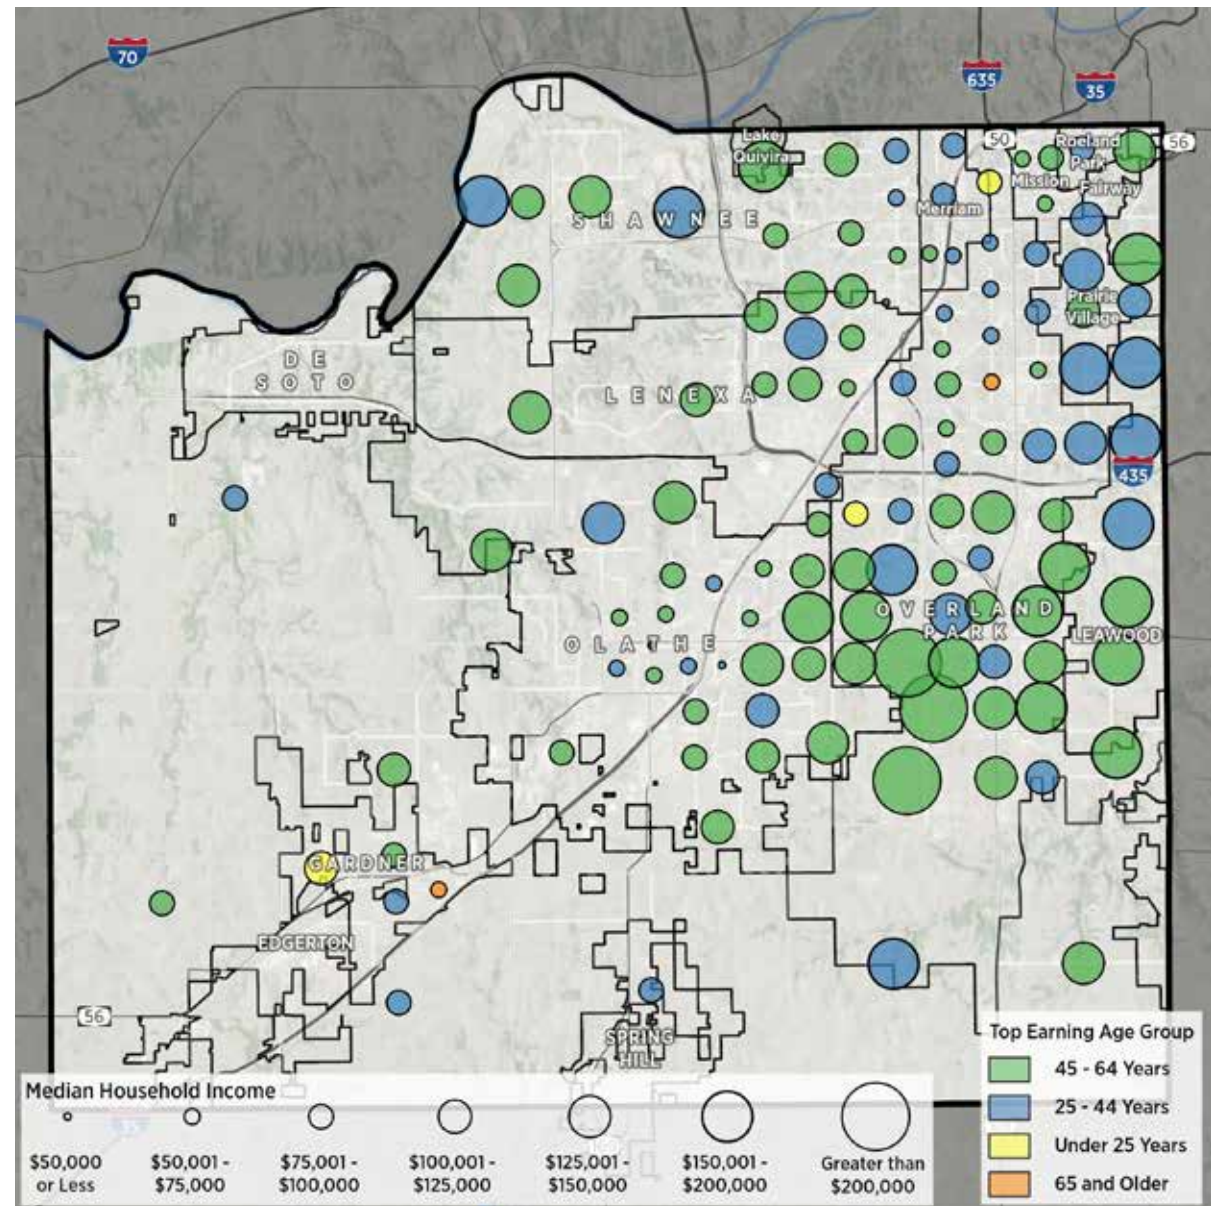 70
635
35
Lake
Quivira
50
Roeland
Park
56
Mission
Fairway
Merriam
SHAWNEE
Prairie
Village
DE
SOTO
LENEXA
435
OVERLAND
PARK
LEAWOOD
OLATHE
GARDNER
EDGERTON
56
SPRING
HILL
Top Earning Age Group
45 - 64 Years
25 - 44 Years
Under 25 Years
65 and Older
Median Household Income
35
$50,000
or Less
$50,001 -
$75,000
$75,001 -
$100,000
$100,001 -
$125,000
$125,001 -
$150,000
$150,001 -
$200,000
Greater than
$200,000